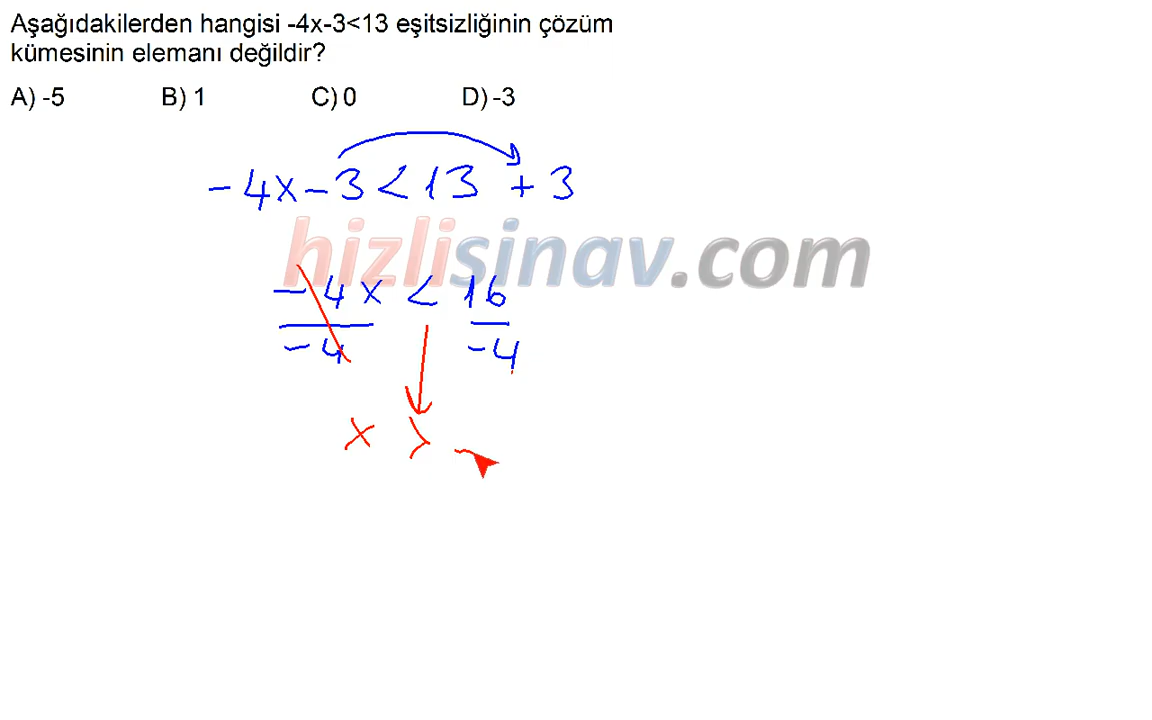 Aşağıdakilerden hangisi -4x-3<13 eşitsizliğinin çözüm
kümesinin elemanı değildir?
A) -5 B) 1 C) 0 D) -3
-4x-3<13 +3
hizlisinav.com
-4x < 16
-4 -4
x > -